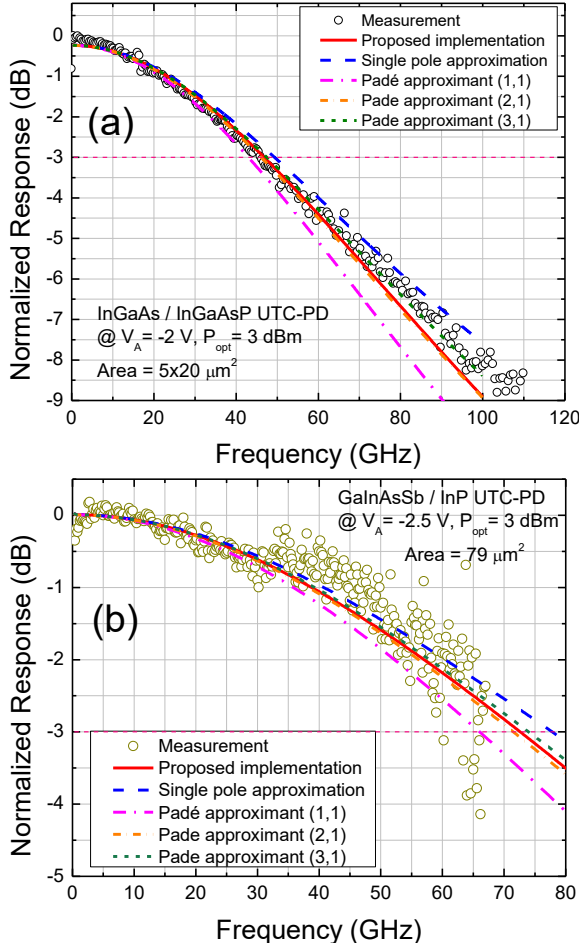 Normalized Response (dB)
0
-1
-2
-3
-4
-5
-6
-7
-8
-9
Measurement
Proposed implementation
Single pole approximation
Padé approximant (1,1)
Pade approximant (2,1)
Pade approximant (3,1)
(a)
InGaAs / InGaAsP UTC-PD
@ V_A= -2 V, P_opt= 3 dBm
Area = 5x20 μm²
0 20 40 60 80 100 120
Frequency (GHz)
Normalized Response (dB)
1
0
-1
-2
-3
-4
-5
GaInAsSb / InP UTC-PD
@ V_A= -2.5 V, P_opt= 3 dBm
Area = 79 μm²
(b)
Measurement
Proposed implementation
Single pole approximation
Padé approximant (1,1)
Pade approximant (2,1)
Pade approximant (3,1)
0 10 20 30 40 50 60 70 80
Frequency (GHz)